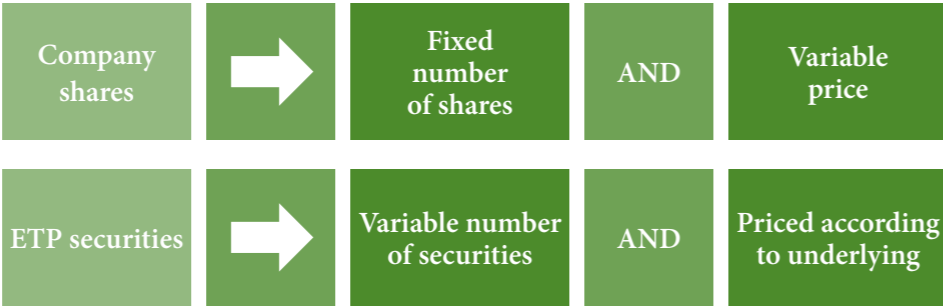 Company
shares
Fixed
number
of shares
AND
Variable
price
ETP securities
Variable number
of securities
AND
Priced according
to underlying